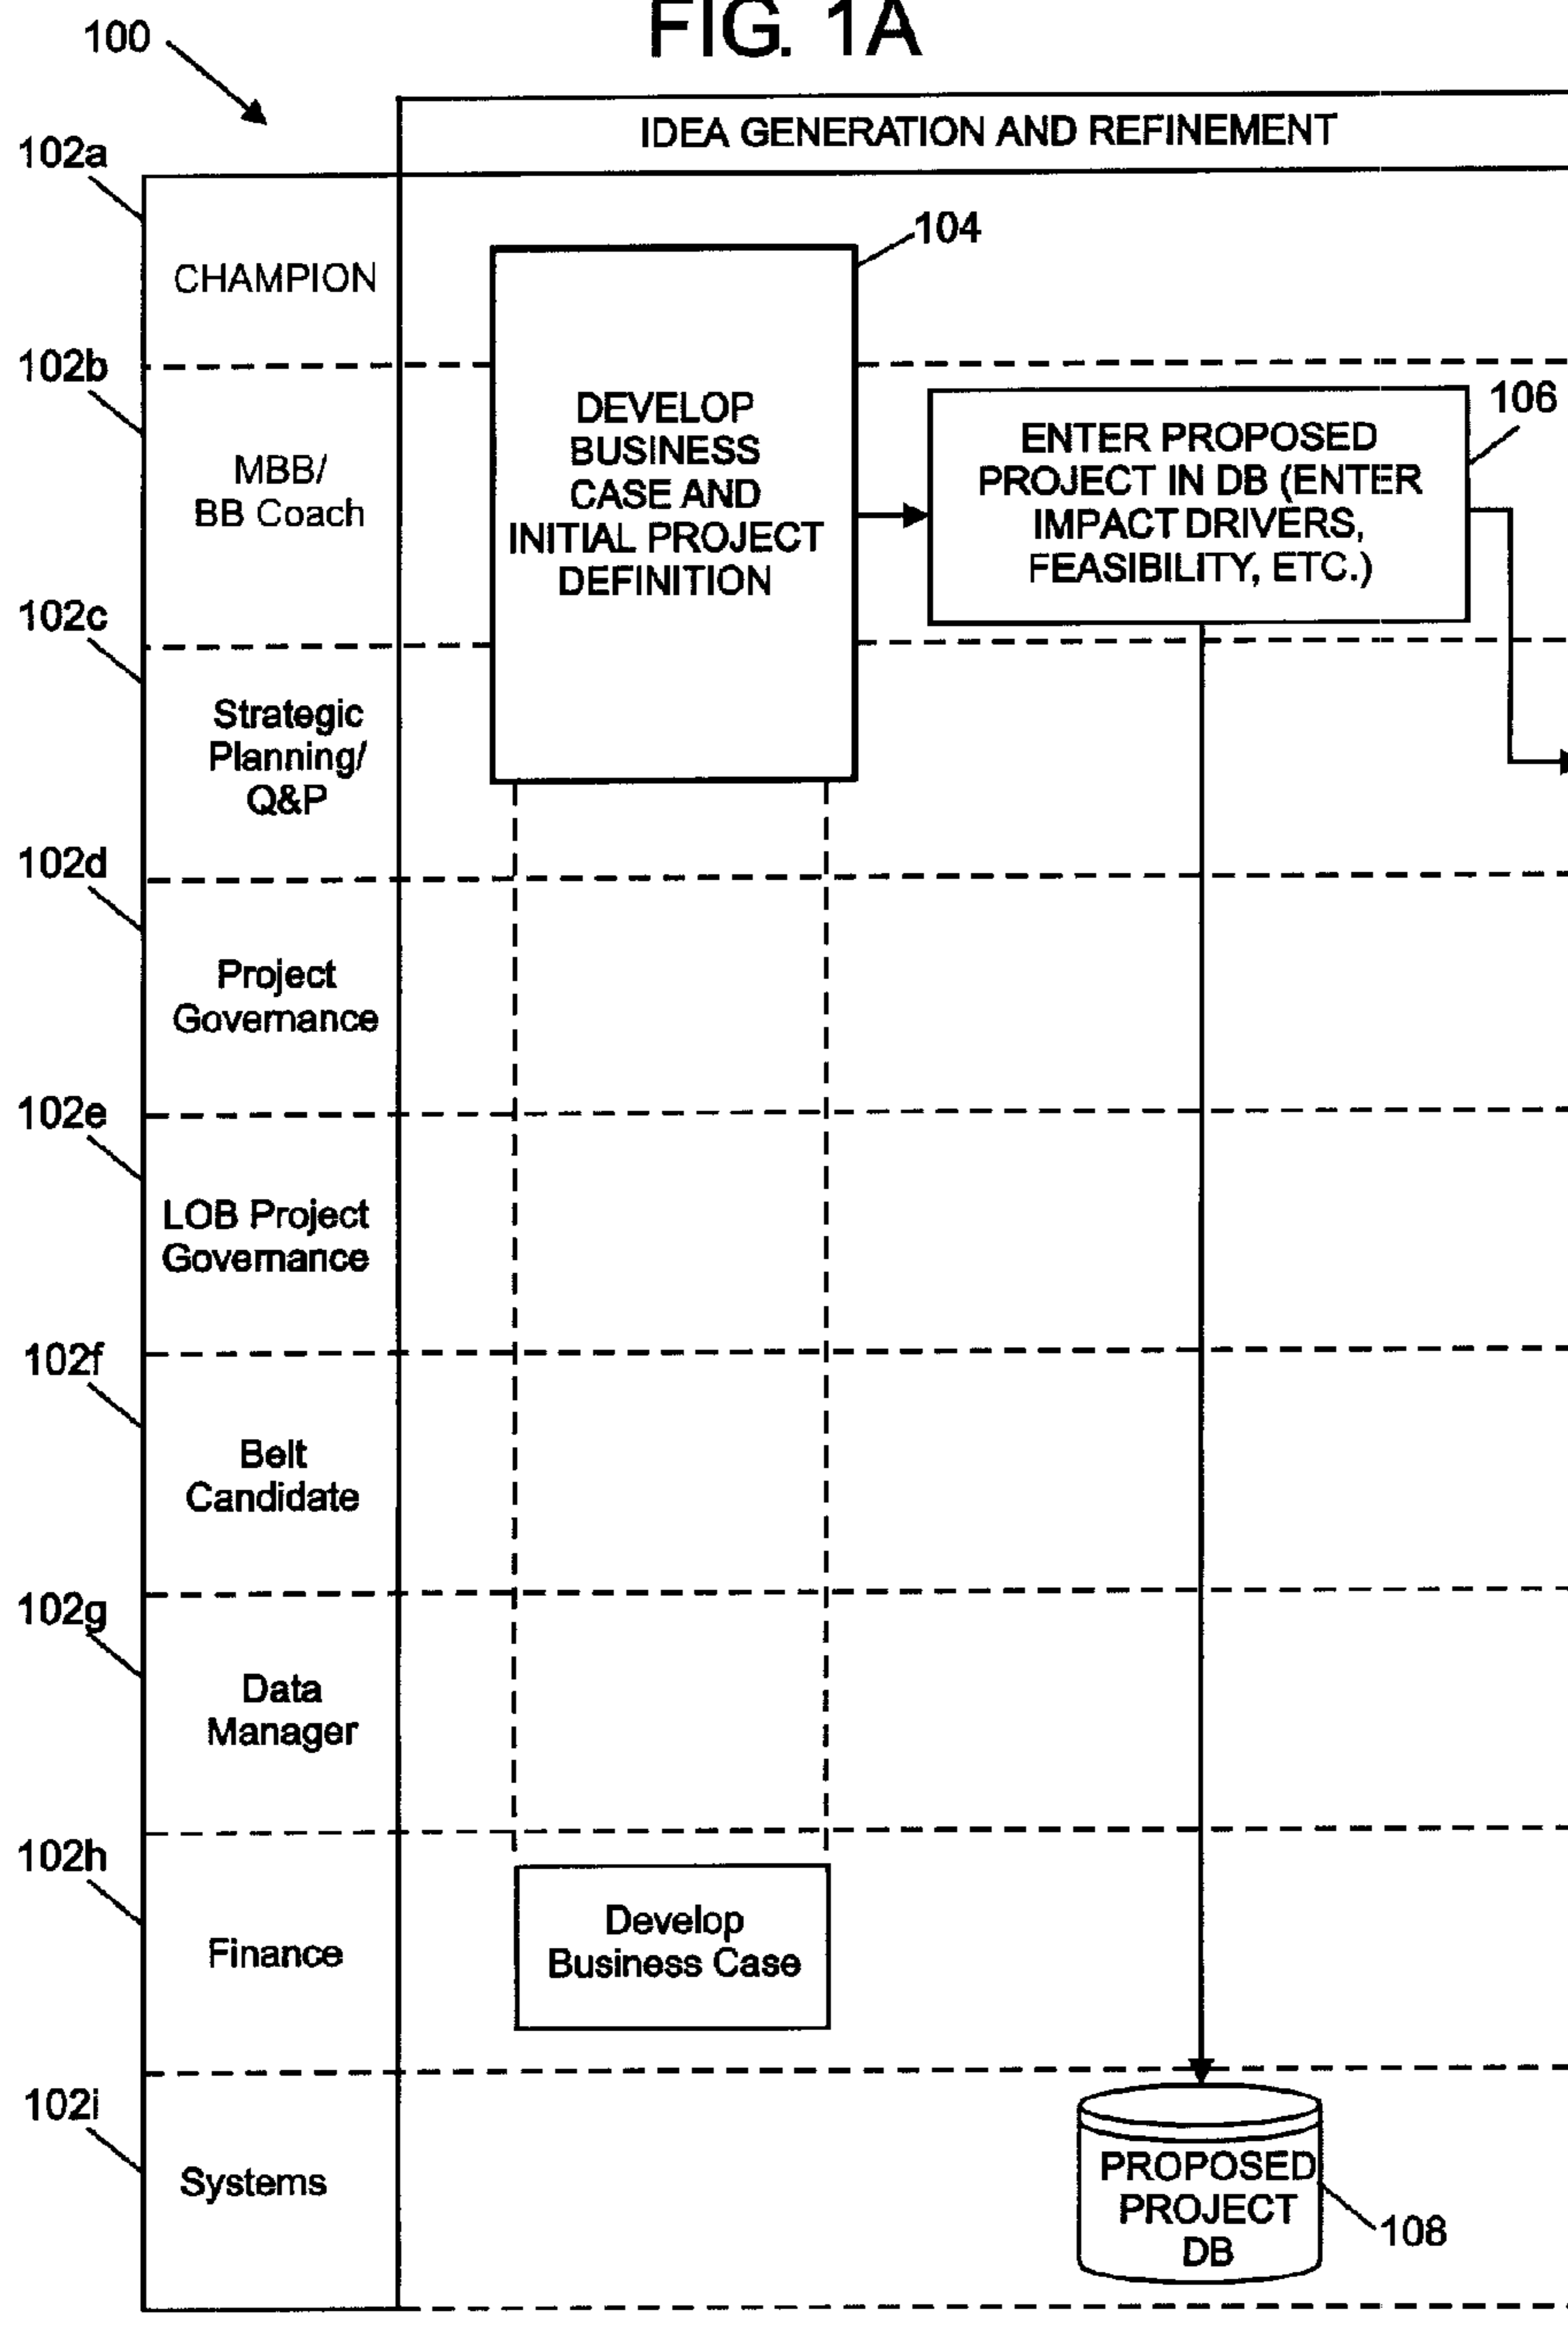 FIG. 1A
100
IDEA GENERATION AND REFINEMENT
102a
CHAMPION
104
102b
MBB/
BB Coach
DEVELOP
BUSINESS
CASE AND
INITIAL PROJECT
DEFINITION
ENTER PROPOSED
PROJECT IN DB (ENTER
IMPACT DRIVERS,
FEASIBILITY, ETC.)
106
102c
Strategic
Planning/
Q&P
102d
Project
Governance
102e
LOB Project
Governance
102f
Belt
Candidate
102g
Data
Manager
102h
Finance
Develop
Business Case
102i
Systems
PROPOSED
PROJECT
DB
108